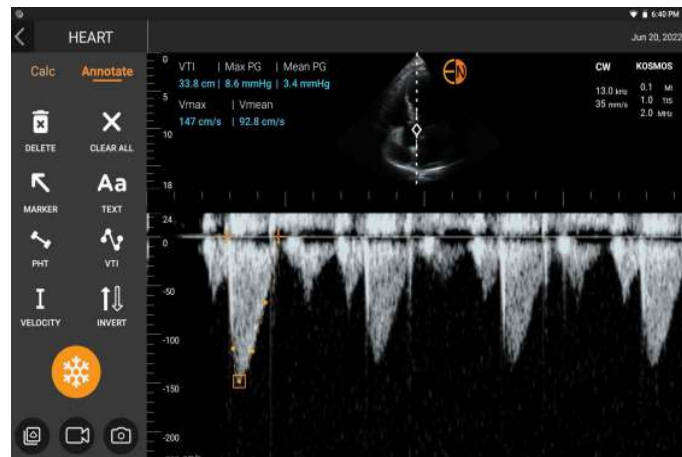 6:40 PM
HEART
Jun 20, 2022
Calc
Annotate
DELETE
CLEAR ALL
MARKER
Aa
TEXT
PHT
VTI
VELOCITY
INVERT
0
5
10
18
VTI | Max PG | Mean PG
33.8 cm | 8.6 mmHg | 3.4 mmHg
Vmax | Vmean
147 cm/s | 92.8 cm/s
CW
KOSMOS
13.0 kHz
35 mm/s
0.1 MI
1.0 TIS
2.0 MHz
24
0
-50
-100
-150
-200